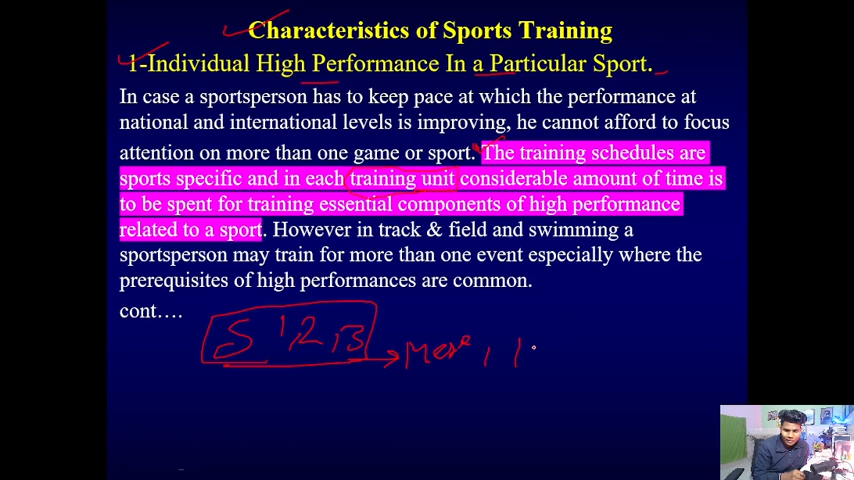 Characteristics of Sports Training
1-Individual High Performance In a Particular Sport.
In case a sportsperson has to keep pace at which the performance at
national and international levels is improving, he cannot afford to focus
attention on more than one game or sport. The training schedules are
sports specific and in each training unit considerable amount of time is
to be spent for training essential components of high performance
related to a sport. However in track & field and swimming a
sportsperson may train for more than one event especially where the
prerequisites of high performances are common.
cont….
S 1,2,3